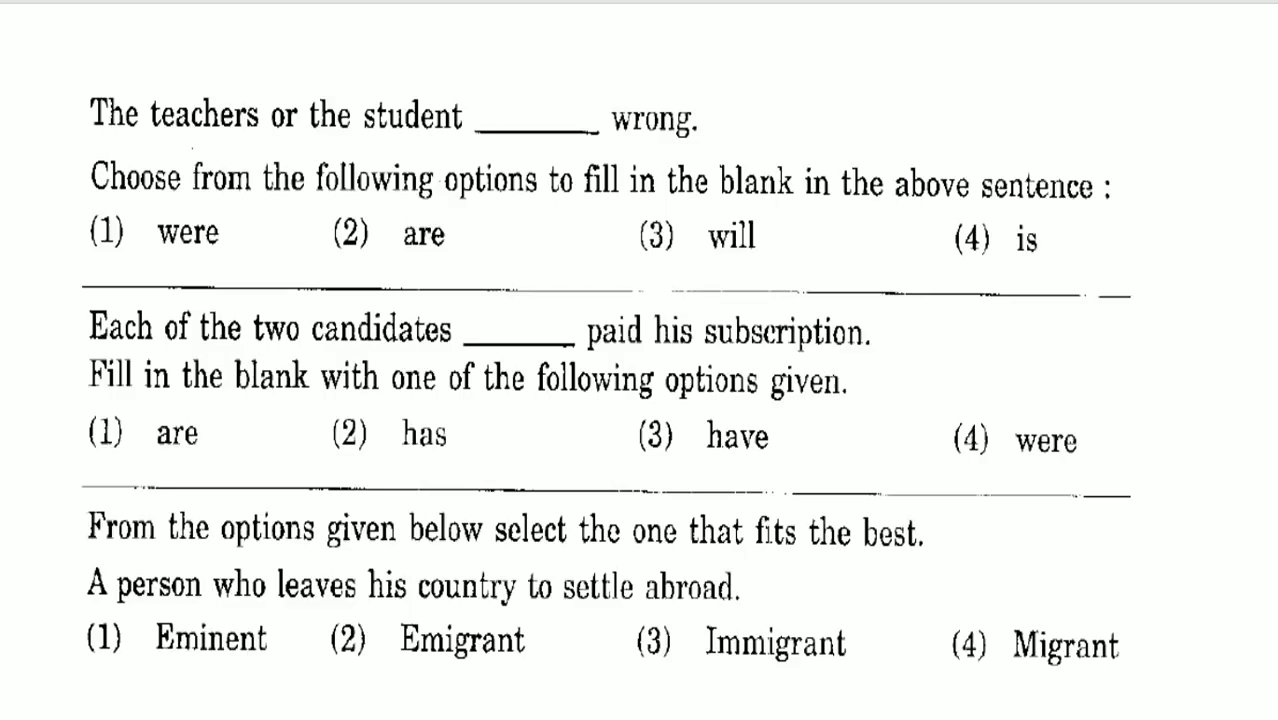 The teachers or the student ______ wrong.
Choose from the following options to fill in the blank in the above sentence :
(1) were (2) are (3) will (4) is
Each of the two candidates ______ paid his subscription.
Fill in the blank with one of the following options given.
(1) are (2) has (3) have (4) were
From the options given below select the one that fits the best.
A person who leaves his country to settle abroad.
(1) Eminent (2) Emigrant (3) Immigrant (4) Migrant